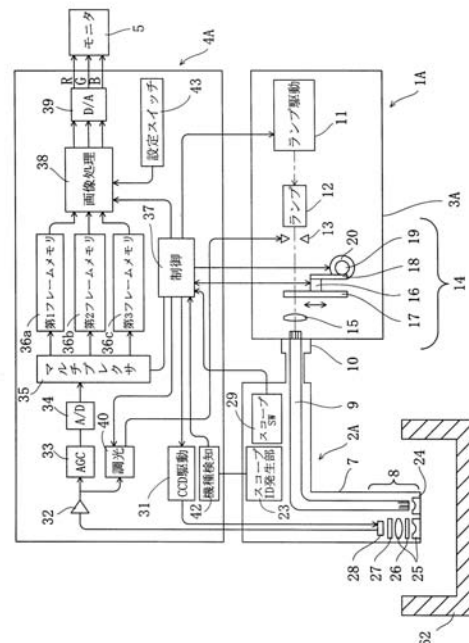 モニタ
5
R
G
B
39
D/A
4A
43
設定スイッチ
38
画像処理
36a
第1フレームメモリ
36b
第2フレームメモリ
36c
第3フレームメモリ
37
制御
35
マルチプレクサ
34
A/D
33
AGC
40
調光
32
31
CCD駆動
42
機種検知
1A
11
ランプ駆動
3A
12
ランプ
13
20
19
18
14
16
17
15
10
29
スコープ
SW
9
2A
23
スコープ
ID発生部
7
8
24
28
27
26
25
52